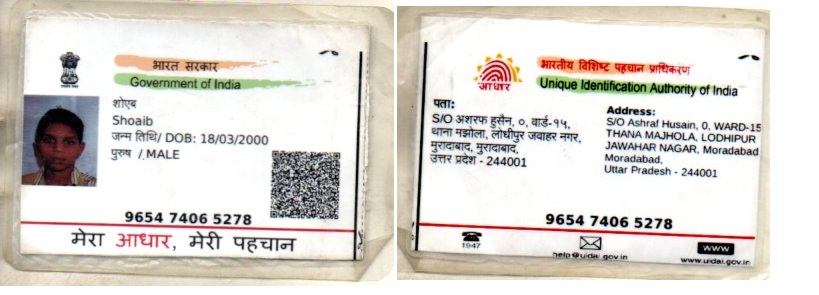 भारत सरकार
Government of India
शोएब
Shoaib
जन्म तिथि/ DOB: 18/03/2000
पुरुष / MALE
9654 7406 5278
मेरा आधार, मेरी पहचान
भारतीय विशिष्ट पहचान प्राधिकरण
Unique Identification Authority of India
आधार
पता:
S/O अशरफ हुसैन, ०, वार्ड-१५,
थाना मझोला, लोधीपुर जवाहर नगर,
मुरादाबाद, मुरादाबाद,
उत्तर प्रदेश - 244001
Address:
S/O Ashraf Husain, 0, WARD-15
THANA MAJHOLA, LODHIPUR
JAWAHAR NAGAR, Moradabad
Moradabad,
Uttar Pradesh - 244001
9654 7406 5278
1947
help@uidai.gov.in
www
www.uidai.gov.in